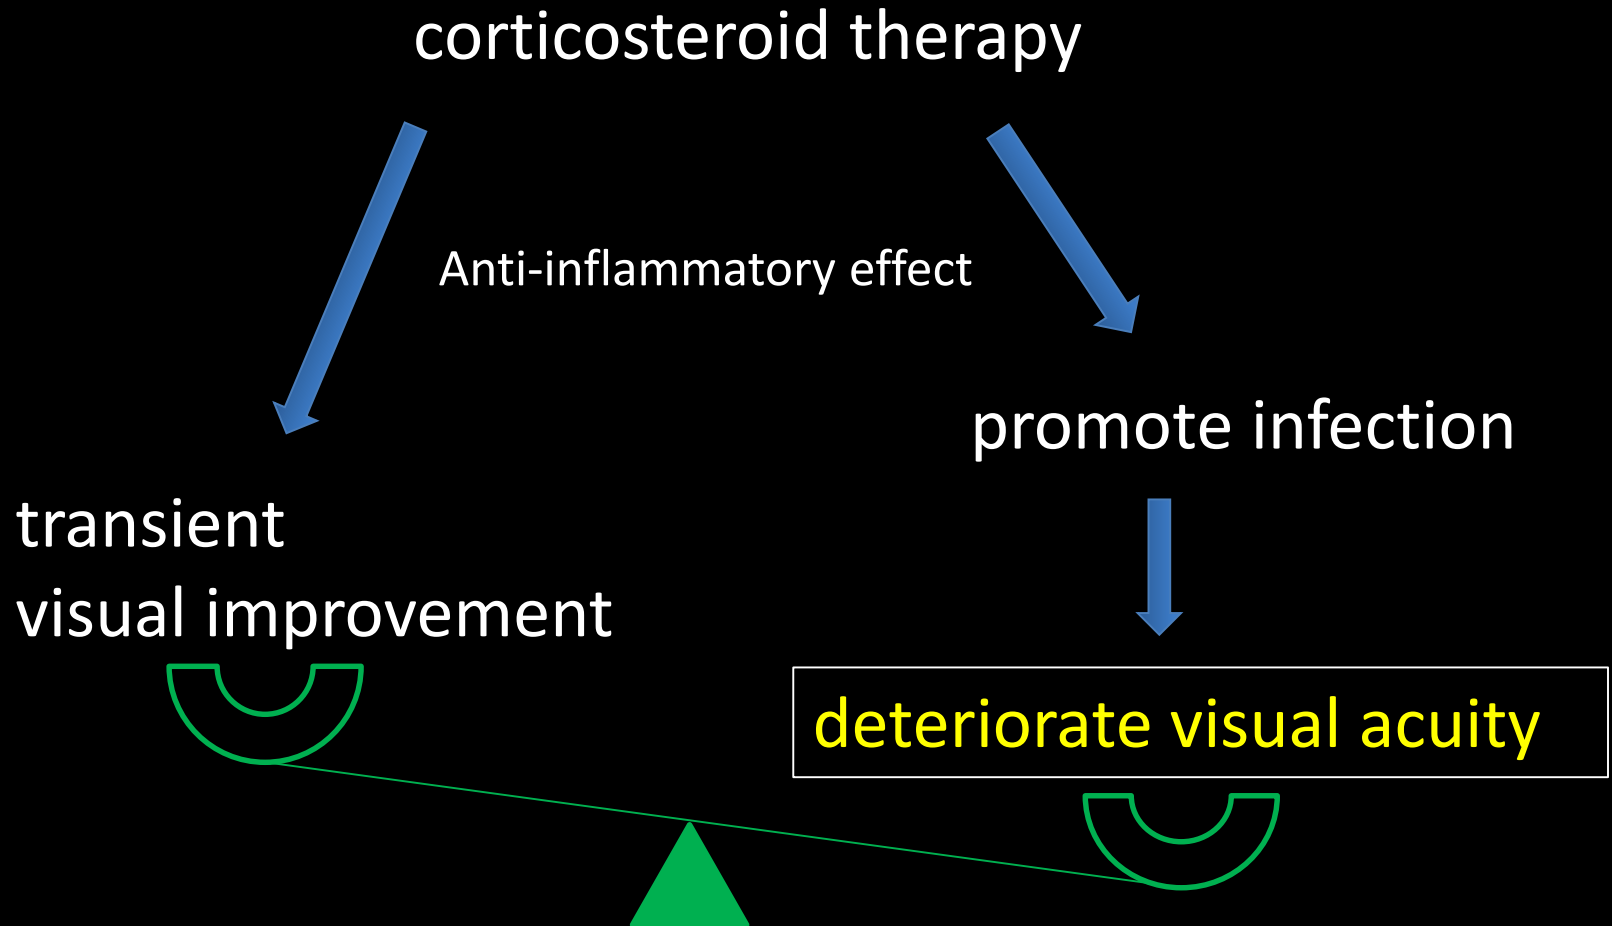 corticosteroid therapy
Anti-inflammatory effect
promote infection
transient
visual improvement
deteriorate visual acuity